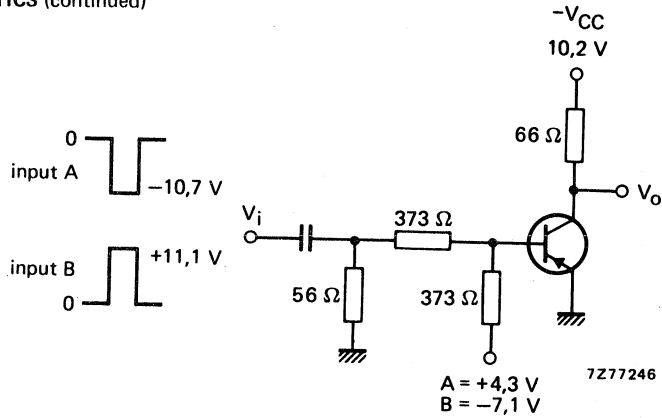 (continued)
−VCC
10,2 V
0
input A
−10,7 V
66 Ω
Vo
Vi
373 Ω
+11,1 V
input B
0
56 Ω
373 Ω
7Z77246
A = +4,3 V
B = −7,1 V